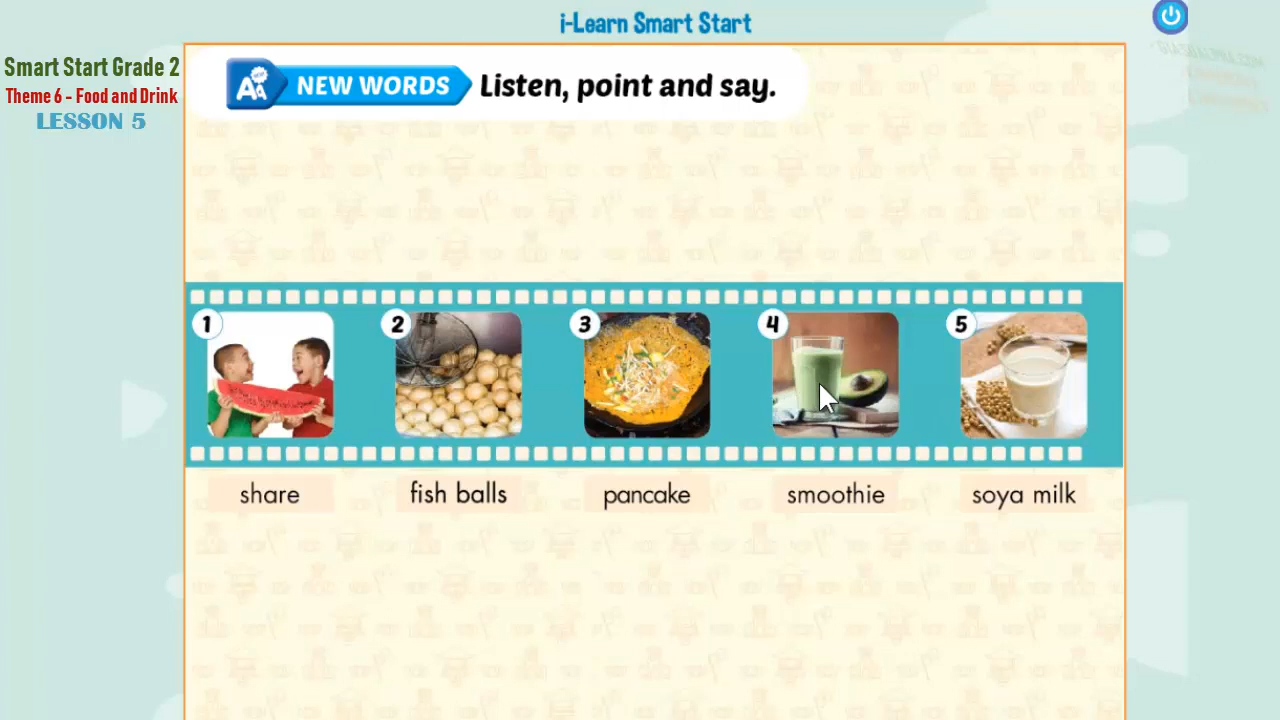 i-Learn Smart Start
Smart Start Grade 2
Theme 6 - Food and Drink
LESSON 5
NEW WORDS Listen, point and say.
1 2 3 4 5
share fish balls pancake smoothie soya milk